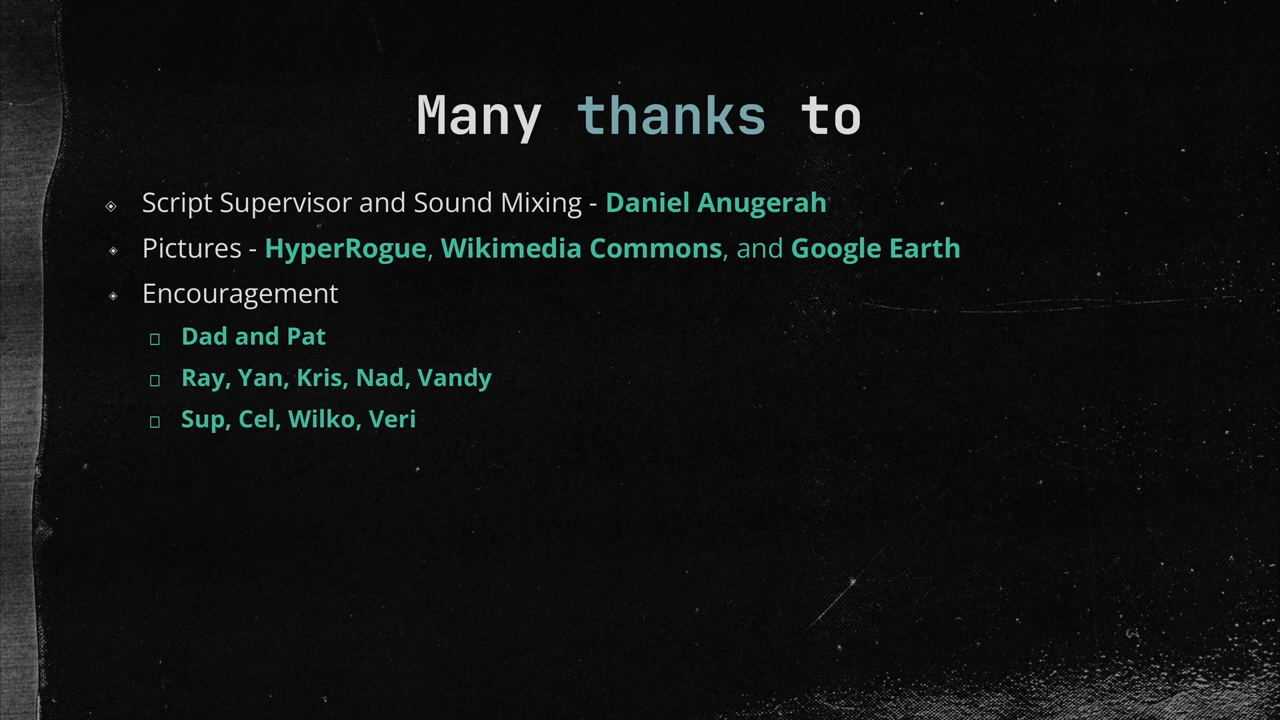 Many thanks to
Script Supervisor and Sound Mixing - Daniel Anugerah
Pictures - HyperRogue, Wikimedia Commons, and Google Earth
Encouragement
Dad and Pat
Ray, Yan, Kris, Nad, Vandy
Sup, Cel, Wilko, Veri